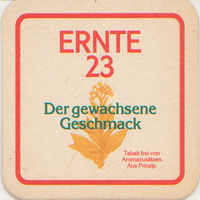 ERNTE
23
Der gewachsene
Geschmack
Tabak frei von
Aromazusätzen.
Aus Prinzip.